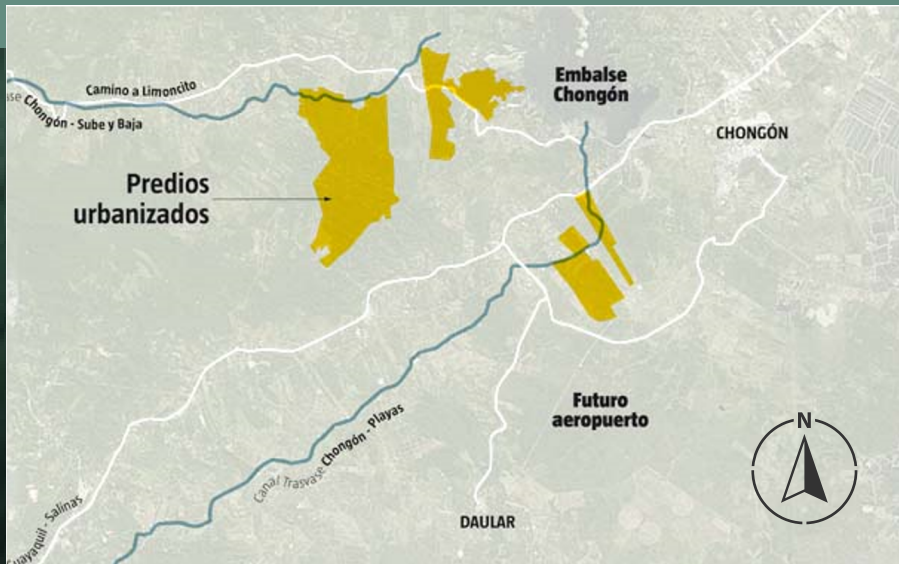 Camino a Limoncito
ase Chongón - Sube y Baja
Embalse
Chongón
CHONGÓN
Predios
urbanizados
Futuro
aeropuerto
Canal Trasvase Chongón - Playas
DAULAR
Guayaquil - Salinas
N